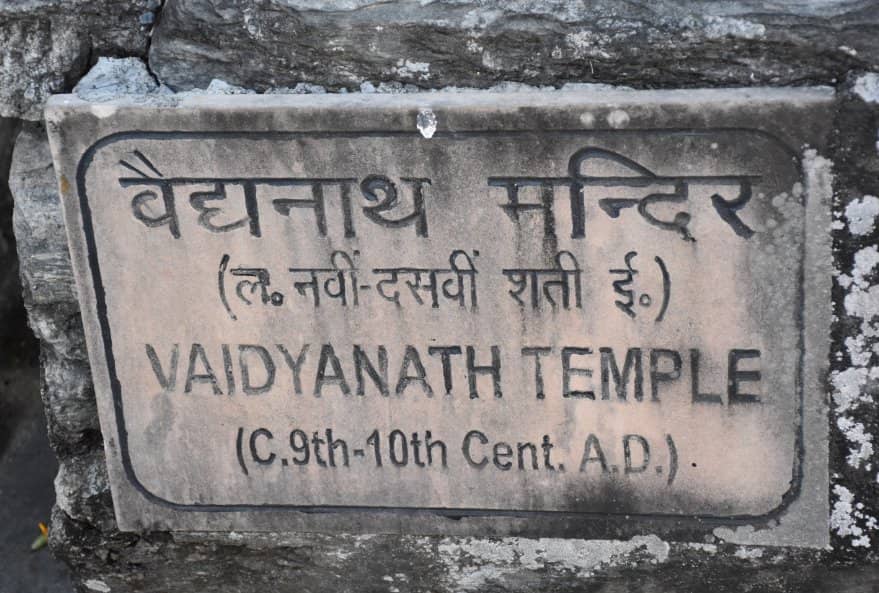 वैद्यनाथ मन्दिर
(ल. नवीं-दसवीं शती ई.)
VAIDYANATH TEMPLE
(C.9th-10th Cent. A.D.)